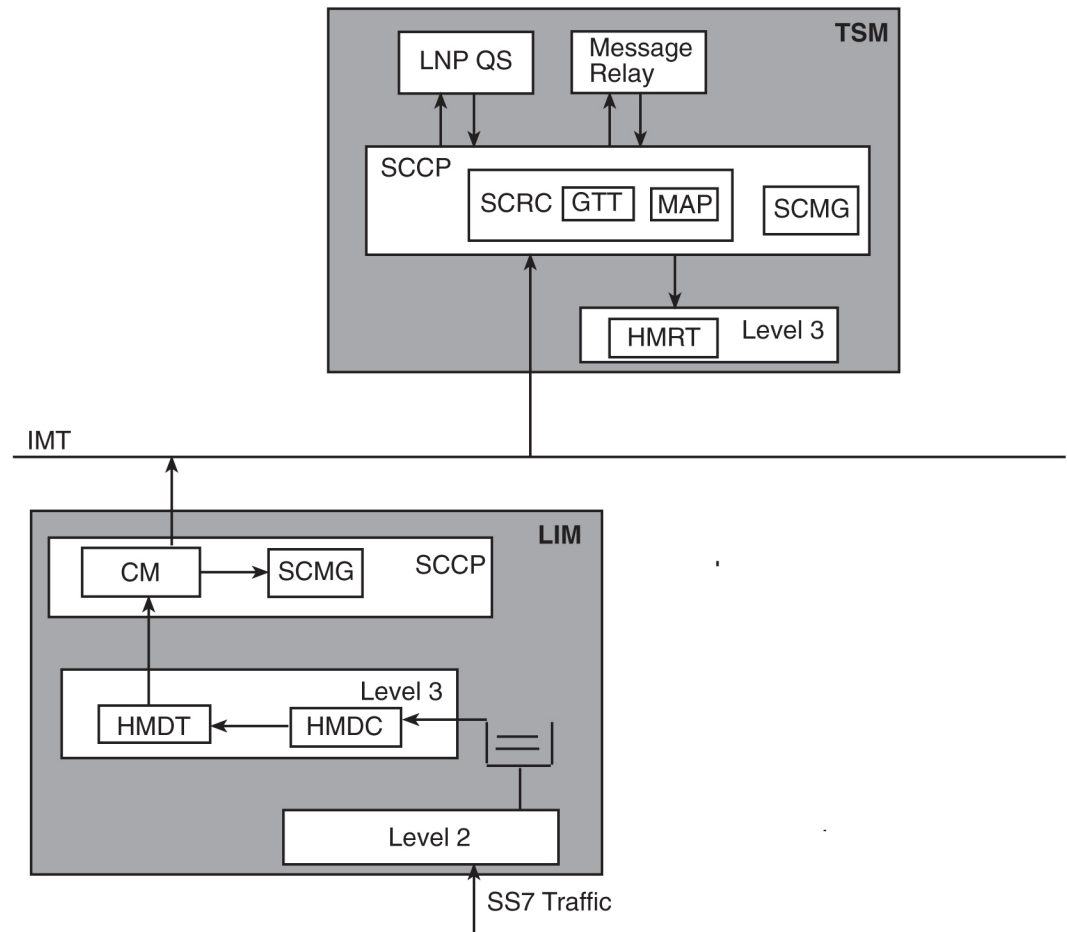 TSM
LNP QS
Message
Relay
SCCP
SCRC
GTT
MAP
SCMG
HMRT
Level 3
IMT
LIM
CM
SCMG
SCCP
Level 3
HMDT
HMDC
Level 2
SS7 Traffic